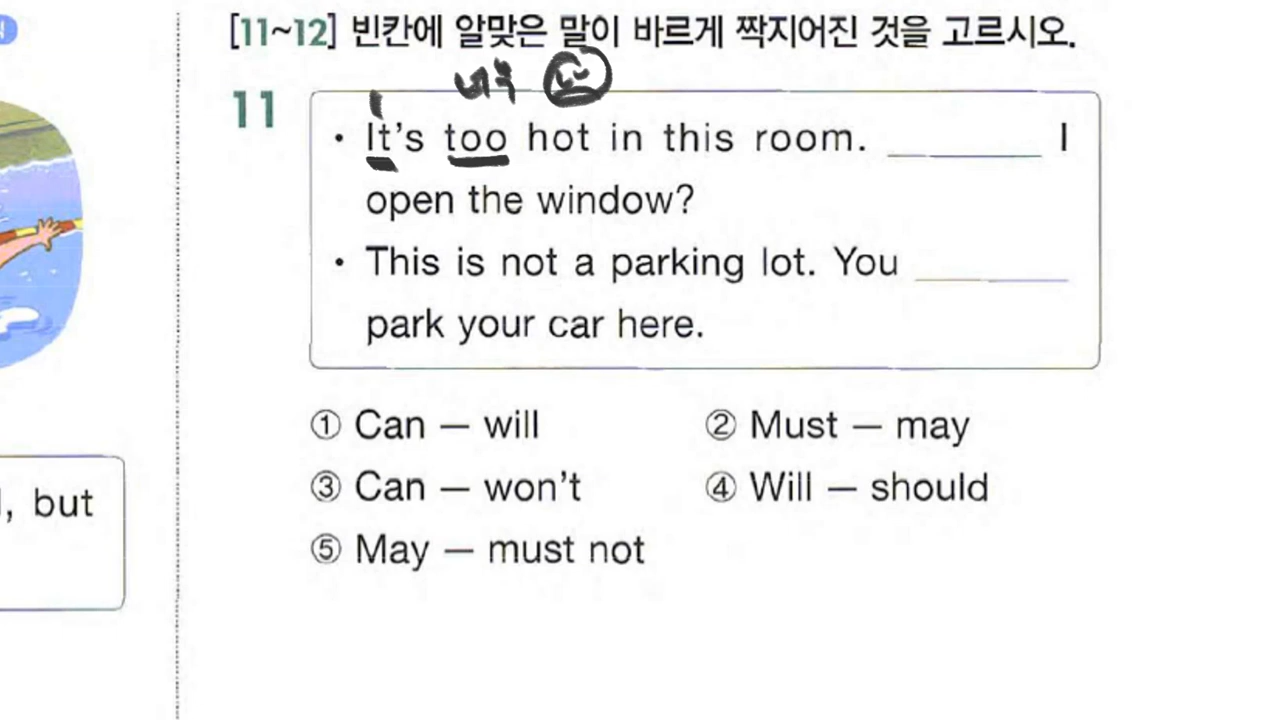 [11~12] 빈칸에 알맞은 말이 바르게 짝지어진 것을 고르시오.
너무
11
• It's too hot in this room. ________ I
open the window?
• This is not a parking lot. You ________
park your car here.
① Can – will
② Must – may
③ Can – won't
④ Will – should
⑤ May – must not
, but